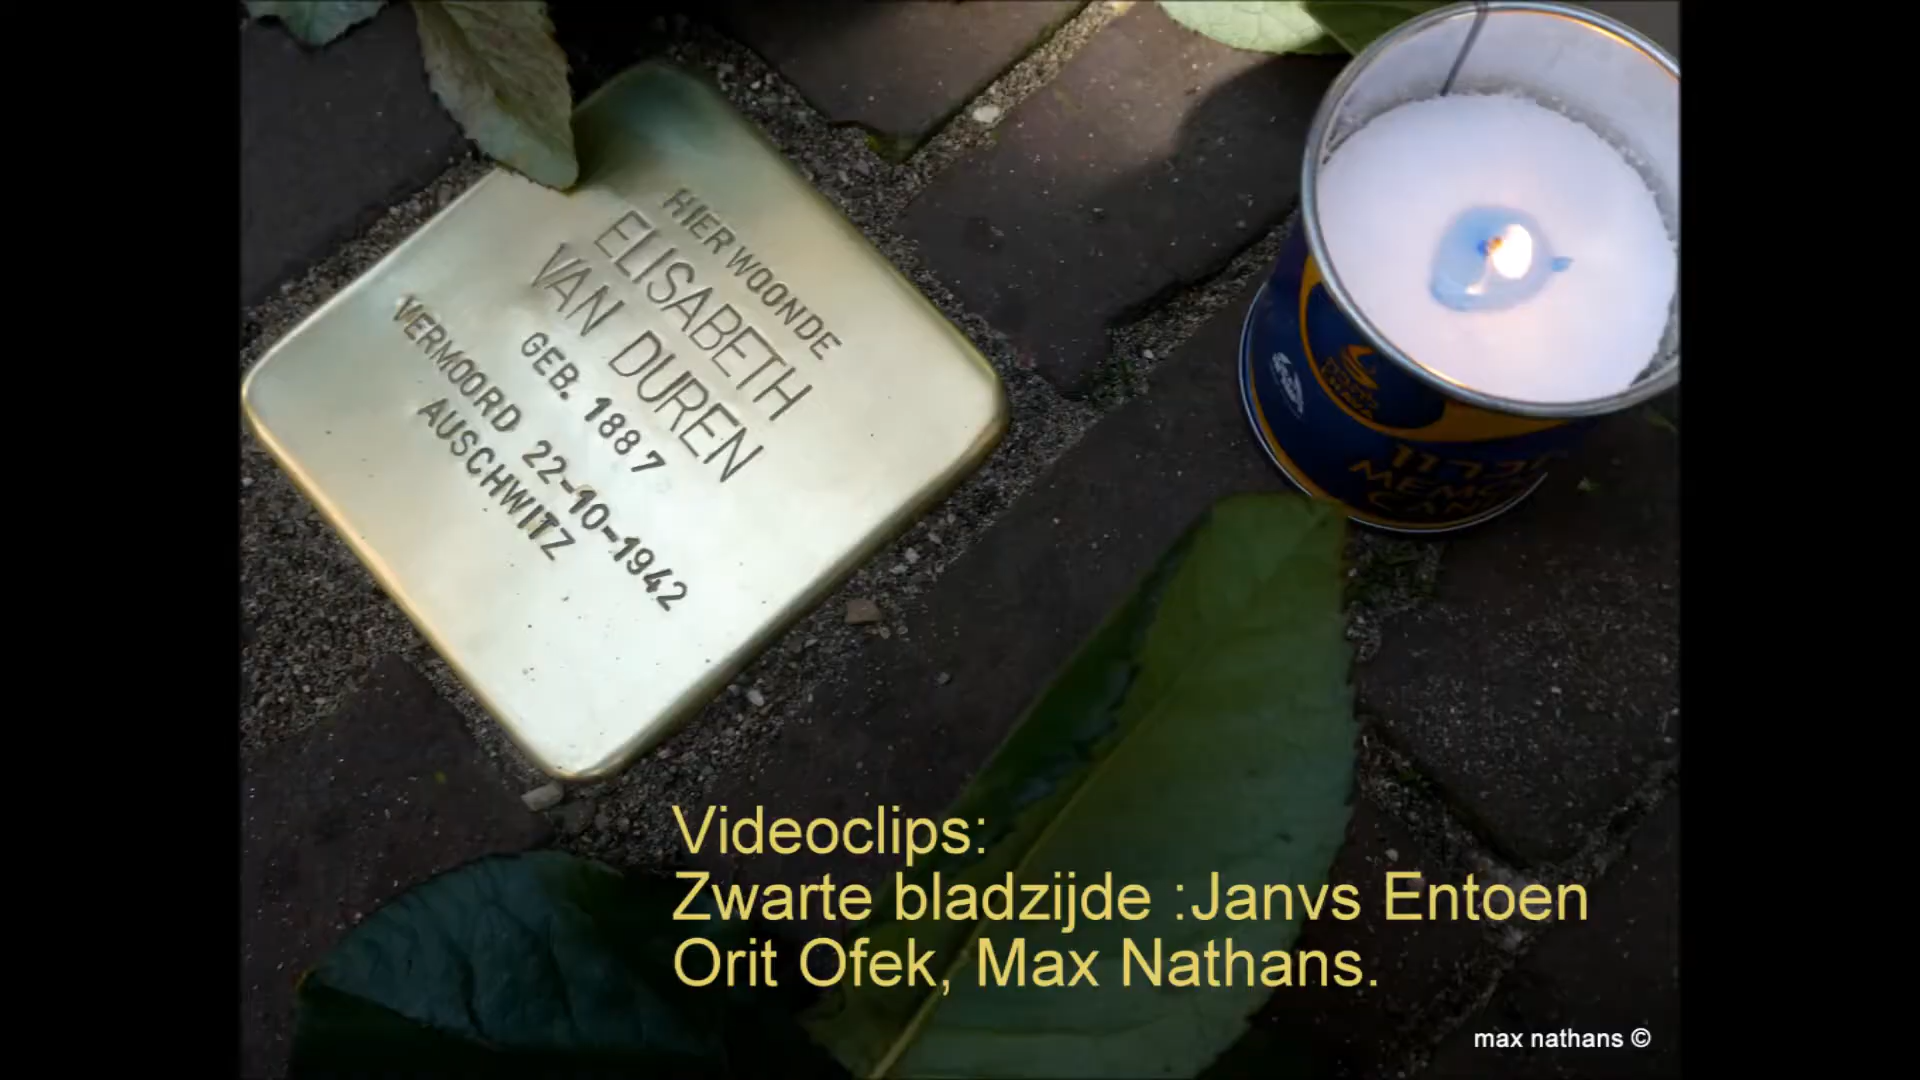 HIER WOONDE
ELISABETH
VAN DUREN
GEB. 1887
VERMOORD 22-10-1942
AUSCHWITZ
Videoclips:
Zwarte bladzijde :Janvs Entoen
Orit Ofek, Max Nathans.
max nathans ©